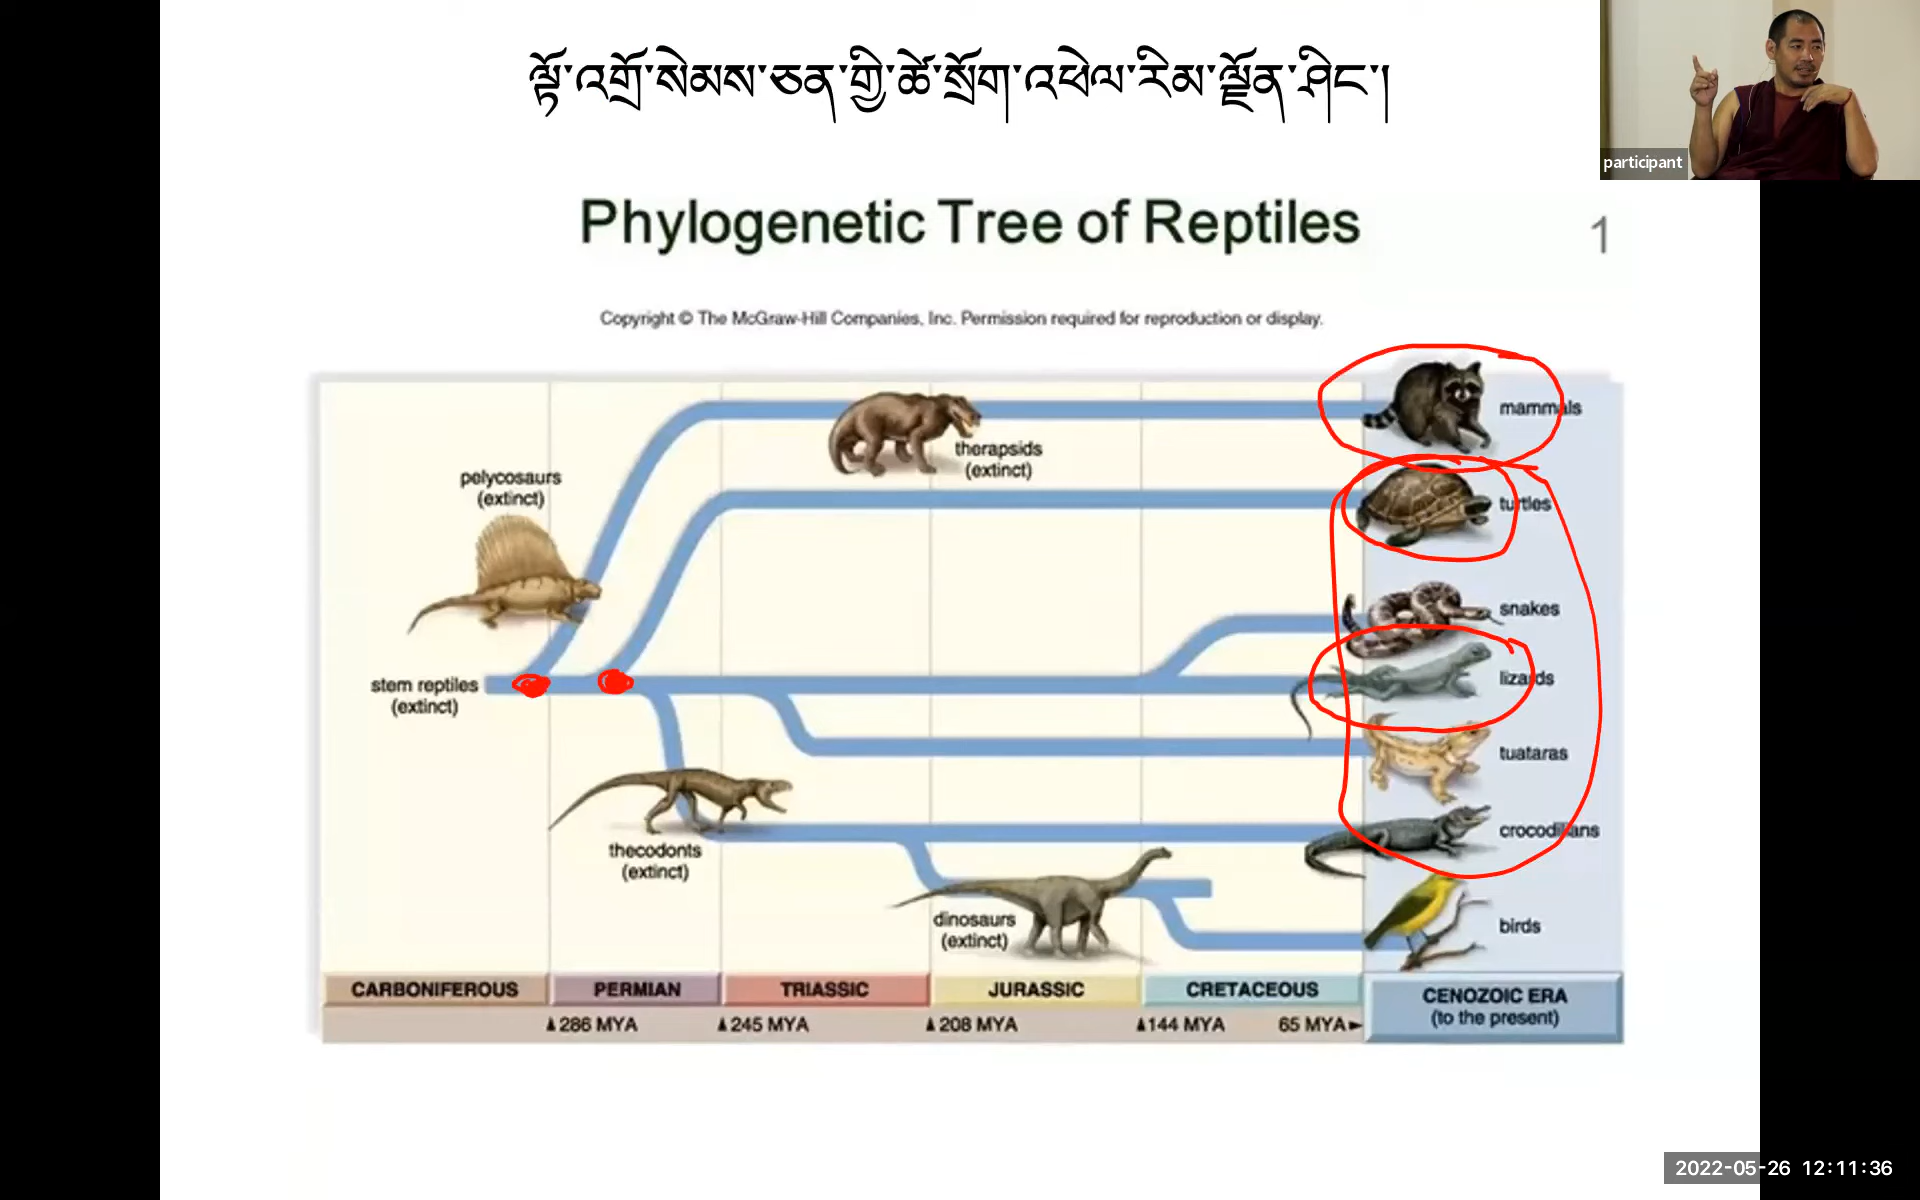 ལྟོ་འགྲོ་སེམས་ཅན་གྱི་ཚེ་སྲོག་འཕེལ་རིམ་ལྗོན་ཤིང་།
participant
Phylogenetic Tree of Reptiles
1
Copyright © The McGraw-Hill Companies, Inc. Permission required for reproduction or display.
mammals
therapsids
(extinct)
pelycosaurs
(extinct)
turtles
snakes
stem reptiles
(extinct)
lizards
tuataras
crocodilians
thecodonts
(extinct)
dinosaurs
(extinct)
birds
CARBONIFEROUS
PERMIAN
TRIASSIC
JURASSIC
CRETACEOUS
CENOZOIC ERA
(to the present)
▲286 MYA
▲245 MYA
▲208 MYA
▲144 MYA
65 MYA►
2022-05-26 12:11:36